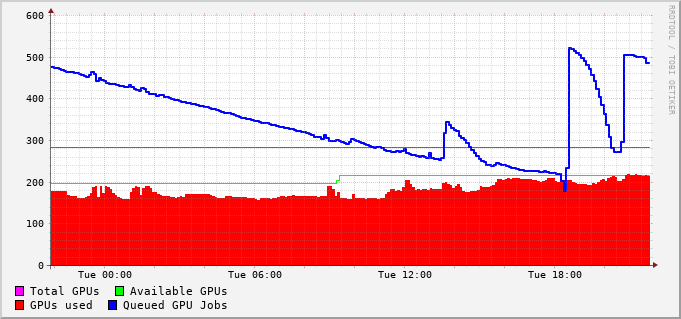 600
500
400
300
200
100
0
Tue 00:00 Tue 06:00 Tue 12:00 Tue 18:00
Total GPUs Available GPUs
GPUs used Queued GPU Jobs
RRDTOOL / TOBI OETIKER